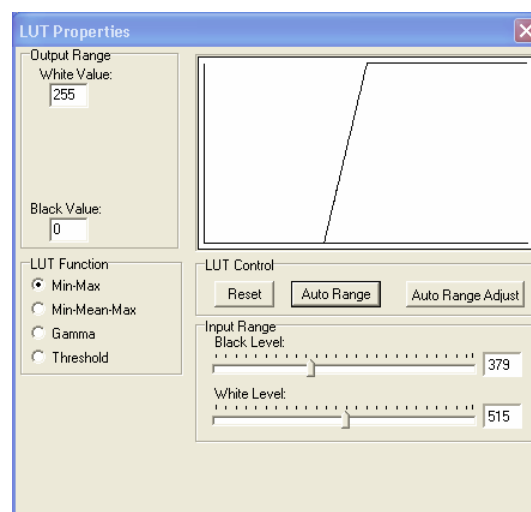 LUT Properties
Output Range
White Value:
255
Black Value:
0
LUT Function
Min-Max
Min-Mean-Max
Gamma
Threshold
LUT Control
Reset
Auto Range
Auto Range Adjust
Input Range
Black Level:
379
White Level:
515